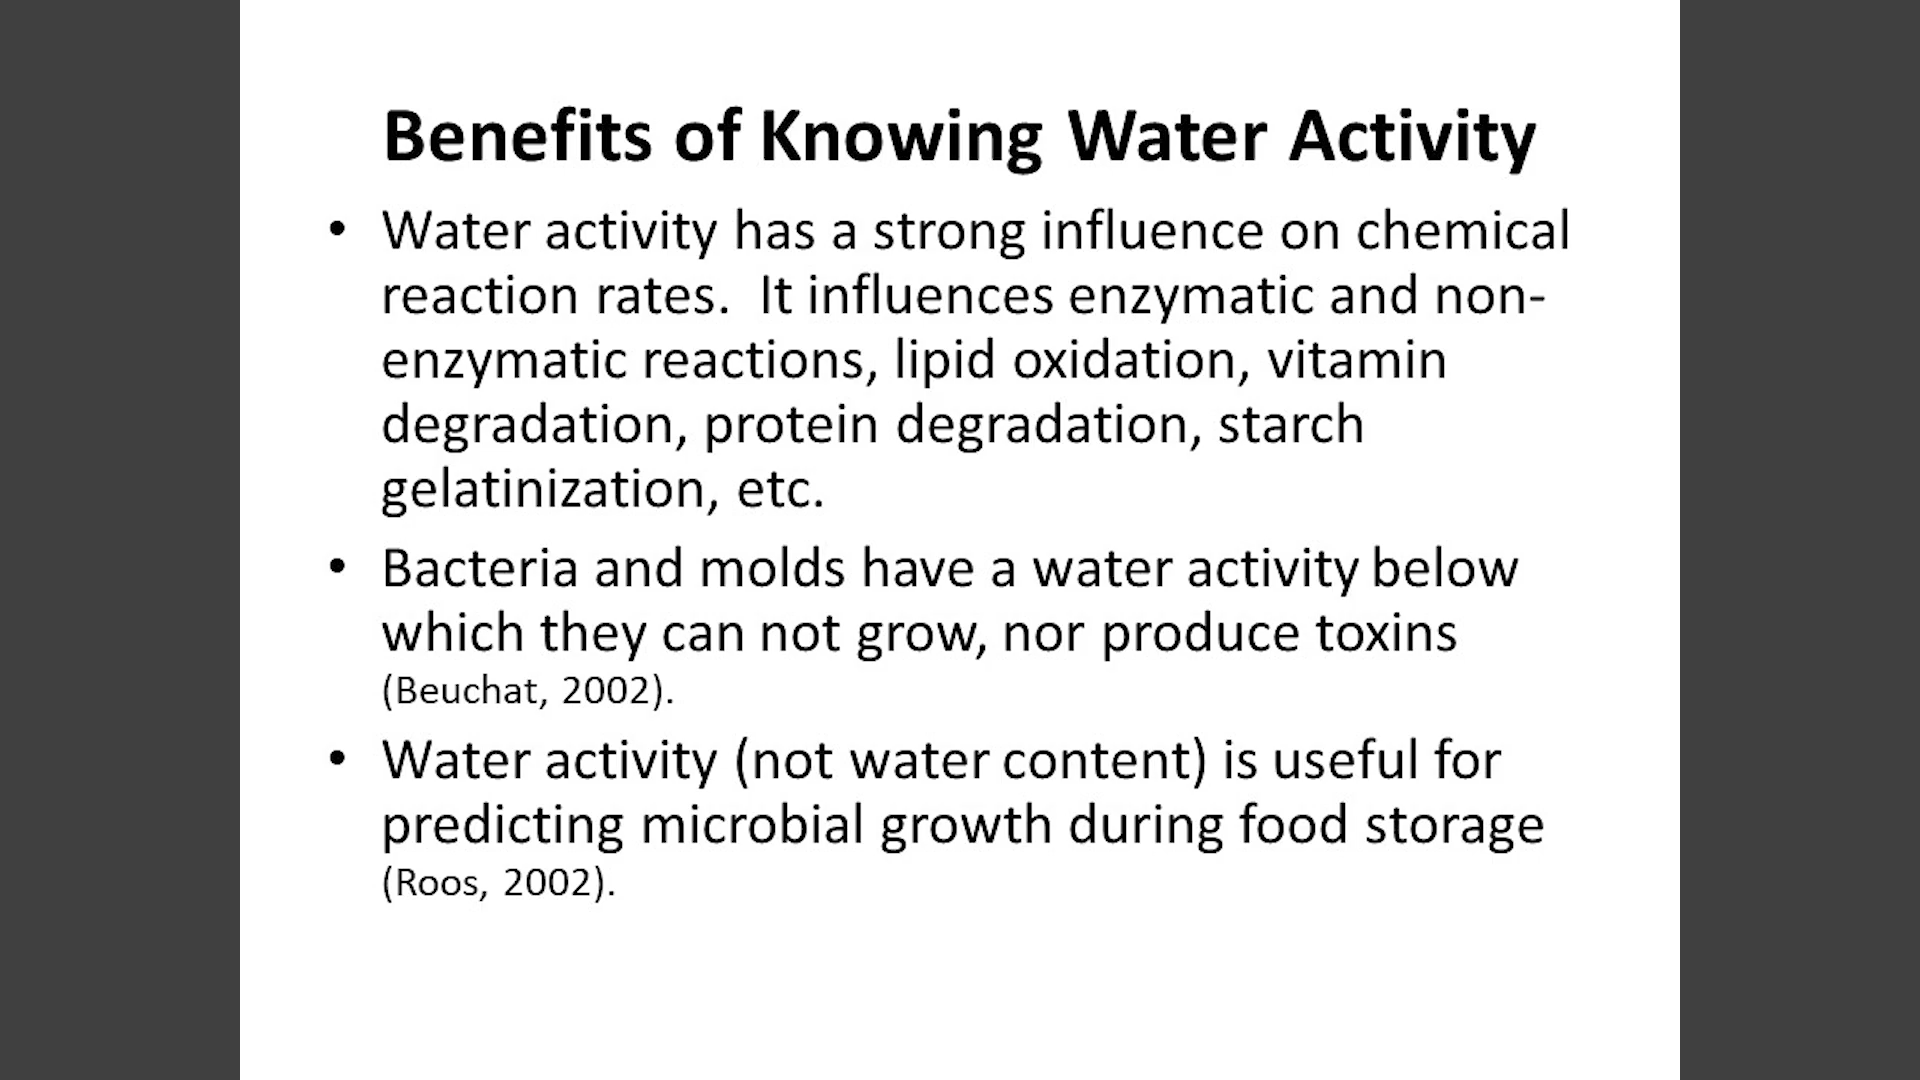 Benefits of Knowing Water Activity
• Water activity has a strong influence on chemical
reaction rates.  It influences enzymatic and non-
enzymatic reactions, lipid oxidation, vitamin
degradation, protein degradation, starch
gelatinization, etc.
• Bacteria and molds have a water activity below
which they can not grow, nor produce toxins
(Beuchat, 2002).
• Water activity (not water content) is useful for
predicting microbial growth during food storage
(Roos, 2002).